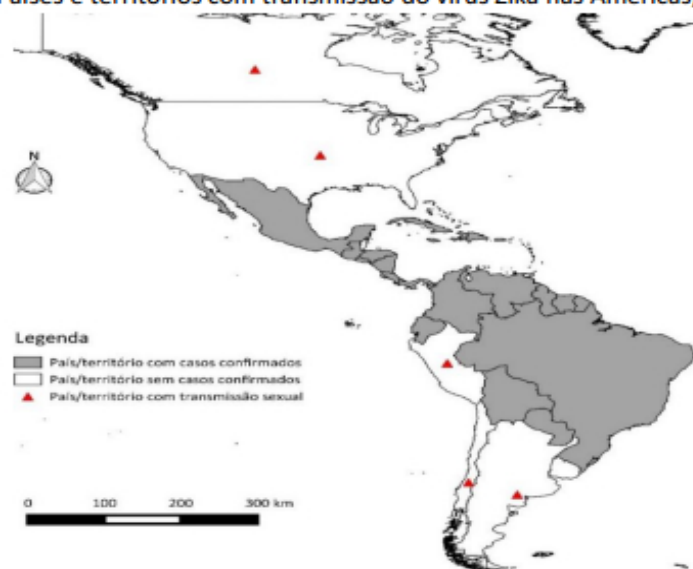 Países e territórios com transmissão do vírus Zika nas Américas,
N
Legenda
País/território com casos confirmados
País/território sem casos confirmados
País/território com transmissão sexual
0 100 200 300 km